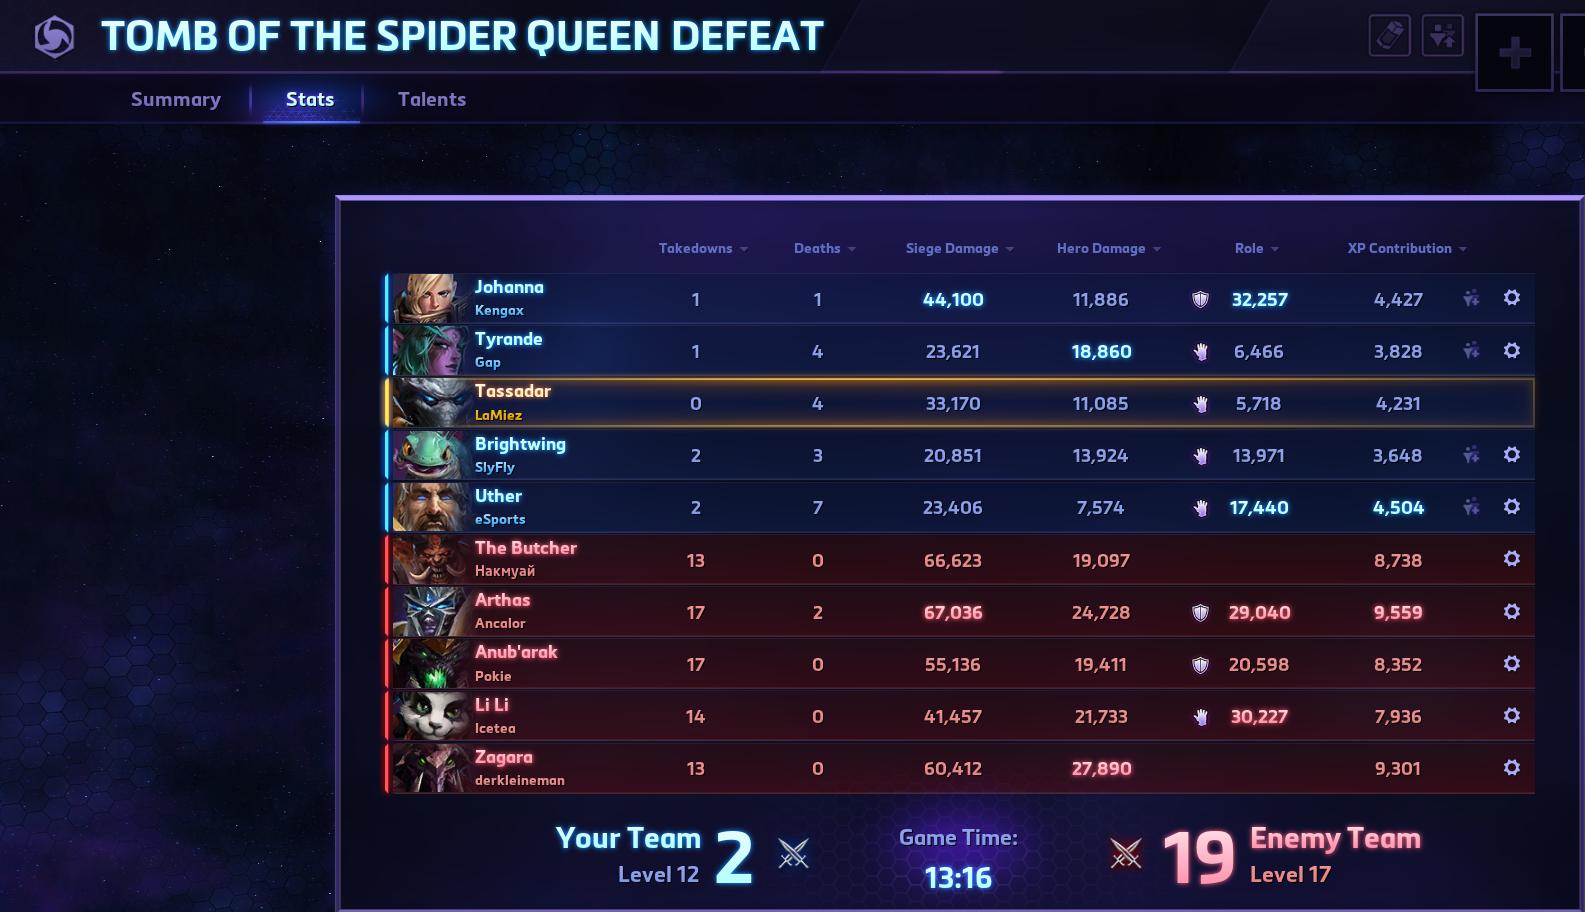 TOMB OF THE SPIDER QUEEN DEFEAT
Summary Stats Talents
Takedowns Deaths Siege Damage Hero Damage Role XP Contribution
Johanna
Kengax
1 1 44,100 11,886 32,257 4,427
Tyrande
Gap
1 4 23,621 18,860 6,466 3,828
Tassadar
LaMiez
0 4 33,170 11,085 5,718 4,231
Brightwing
SlyFly
2 3 20,851 13,924 13,971 3,648
Uther
eSports
2 7 23,406 7,574 17,440 4,504
The Butcher
Накмуай
13 0 66,623 19,097 8,738
Arthas
Ancalor
17 2 67,036 24,728 29,040 9,559
Anub'arak
Pokie
17 0 55,136 19,411 20,598 8,352
Li Li
Icetea
14 0 41,457 21,733 30,227 7,936
Zagara
derkleineman
13 0 60,412 27,890 9,301
Your Team 2 Game Time: 19 Enemy Team
Level 12 13:16 Level 17